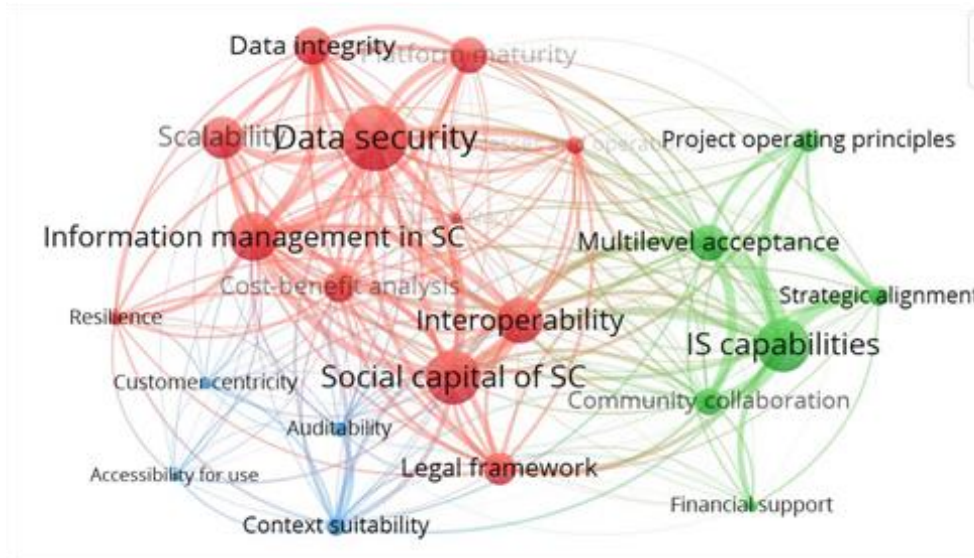 Data integrity
Platform maturity
Scalability
Data security
Project operating principles
Information management in SC
Multilevel acceptance
Cost-benefit analysis
Strategic alignment
Resilience
Interoperability
IS capabilities
Social capital of SC
Customer centricity
Community collaboration
Auditability
Legal framework
Accessibility for use
Financial support
Context suitability